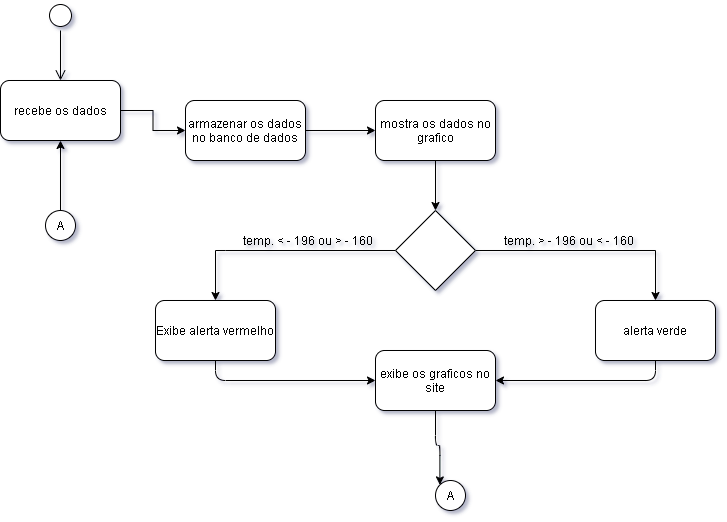 recebe os dados
armazenar os dados
no banco de dados
mostra os dados no
grafico
A
temp. < - 196 ou > - 160
temp. > - 196 ou < - 160
Exibe alerta vermelho
alerta verde
exibe os graficos no
site
A